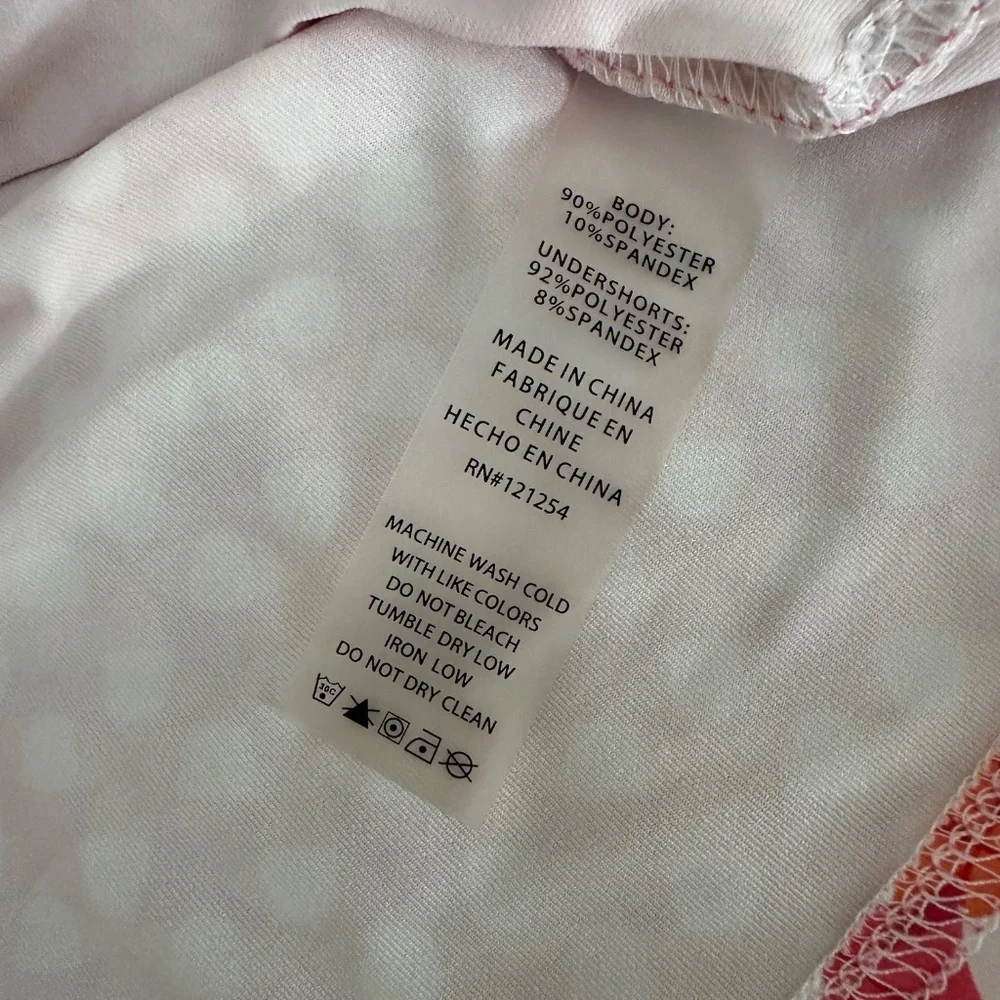 BODY:
90%POLYESTER
10%SPANDEX
UNDERSHORTS:
92%POLYESTER
8%SPANDEX
MADE IN CHINA
FABRIQUE EN
CHINE
HECHO EN CHINA
RN#121254
MACHINE WASH COLD
WITH LIKE COLORS
DO NOT BLEACH
TUMBLE DRY LOW
IRON LOW
DO NOT DRY CLEAN
30C